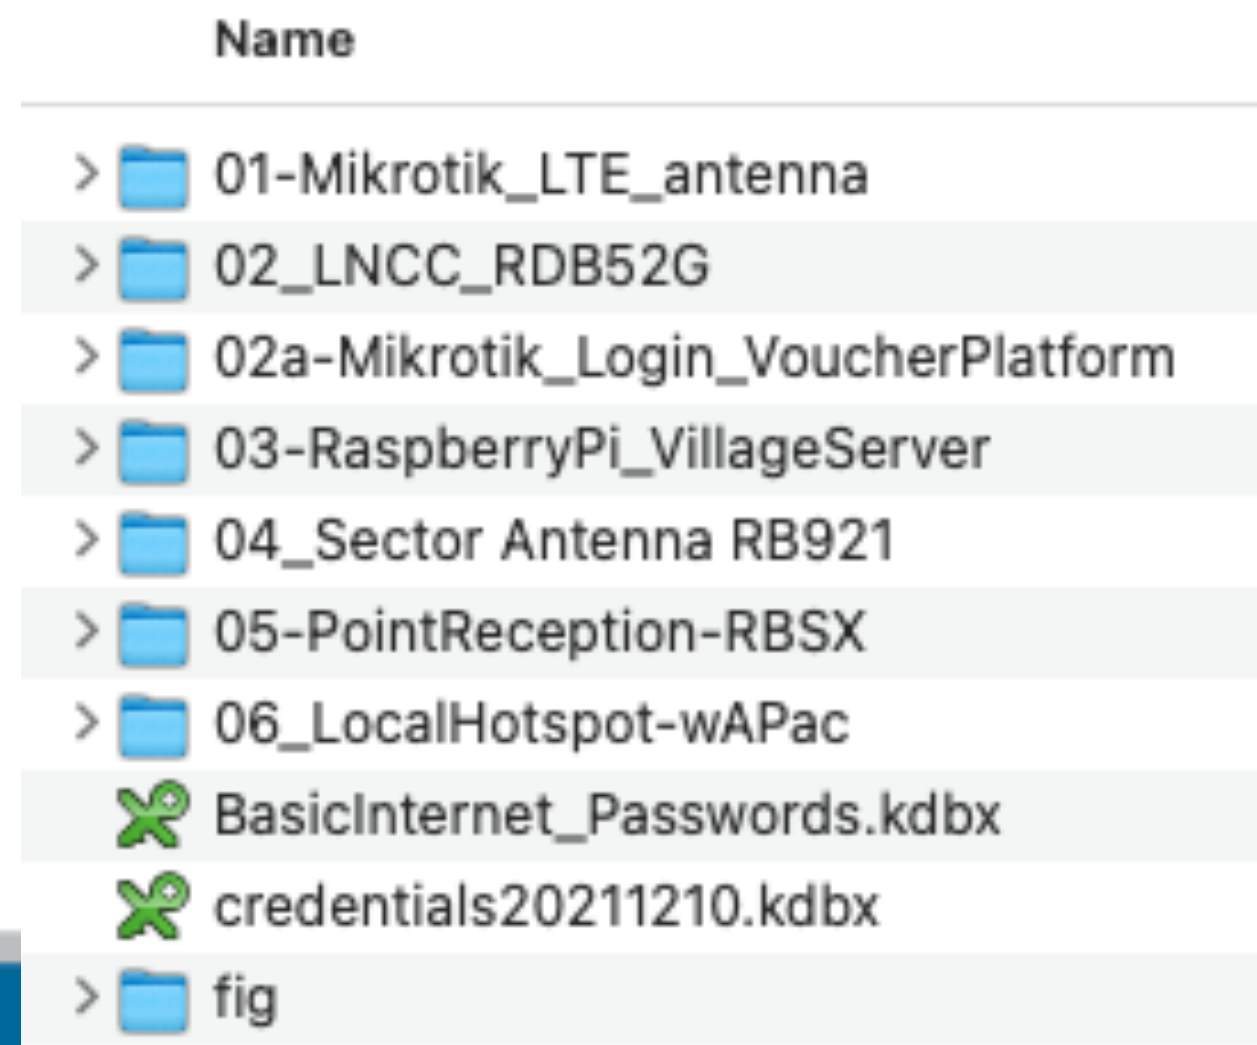 Name
01-Mikrotik_LTE_antenna
02_LNCC_RDB52G
02a-Mikrotik_Login_VoucherPlatform
03-RaspberryPi_VillageServer
04_Sector Antenna RB921
05-PointReception-RBSX
06_LocalHotspot-wAPac
BasicInternet_Passwords.kdbx
credentials20211210.kdbx
fig